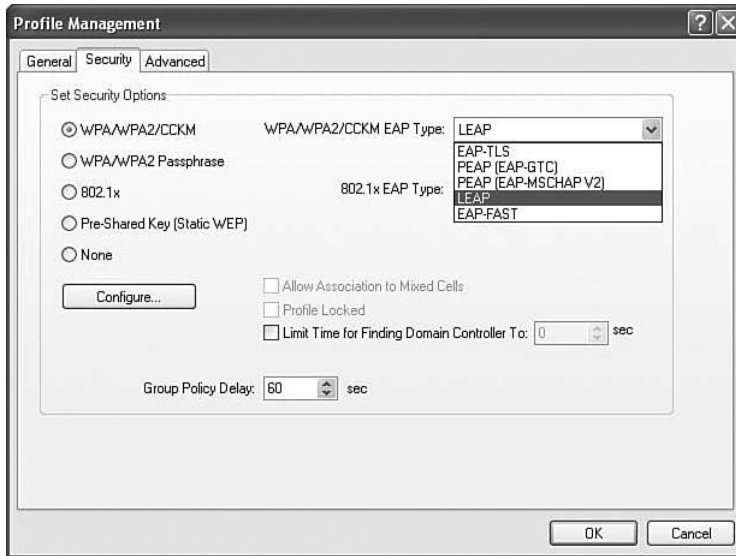 Profile Management
General Security Advanced
Set Security Options
WPA/WPA2/CCKM WPA/WPA2/CCKM EAP Type: LEAP
EAP-TLS
WPA/WPA2 Passphrase PEAP (EAP-GTC)
PEAP (EAP-MSCHAP V2)
802.1x 802.1x EAP Type: LEAP
EAP-FAST
Pre-Shared Key (Static WEP)
None
Configure...
Allow Association to Mixed Cells
Profile Locked
Limit Time for Finding Domain Controller To: 0 sec
Group Policy Delay: 60 sec
OK Cancel